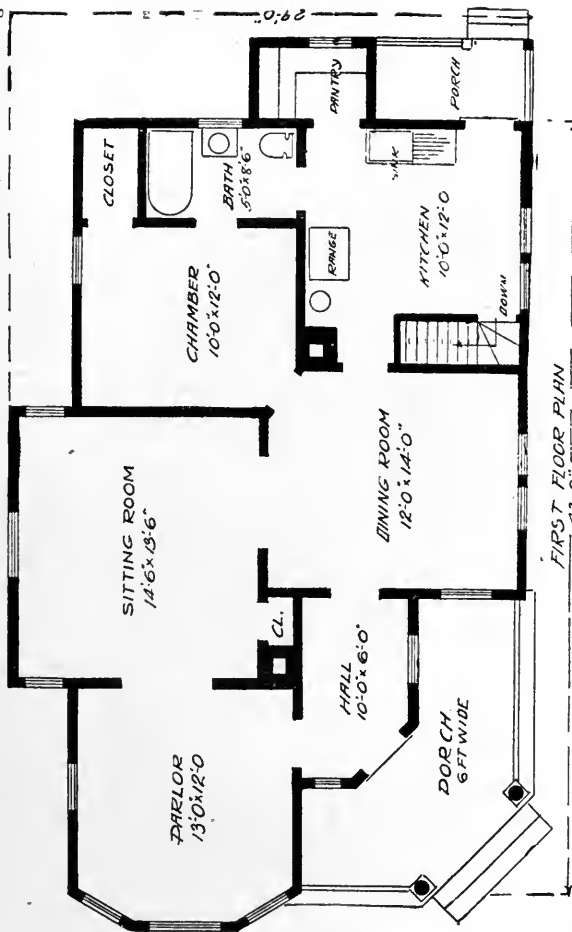 29'-0"
PANTRY
PORCH
CLOSET
BATH
5'-0"x8'-6"
SINK
CHAMBER
10'-0"x12'-0"
RANGE
KITCHEN
10'-0"x12'-0
DOWN
SITTING ROOM
14'-6"x13'-6"
DINING ROOM
12'-0"x14'-0"
CL.
HALL
10'-0"x6'-0"
PARLOR
13'-0"x12'-0
PORCH
6 FT WIDE
FIRST FLOOR PLAN